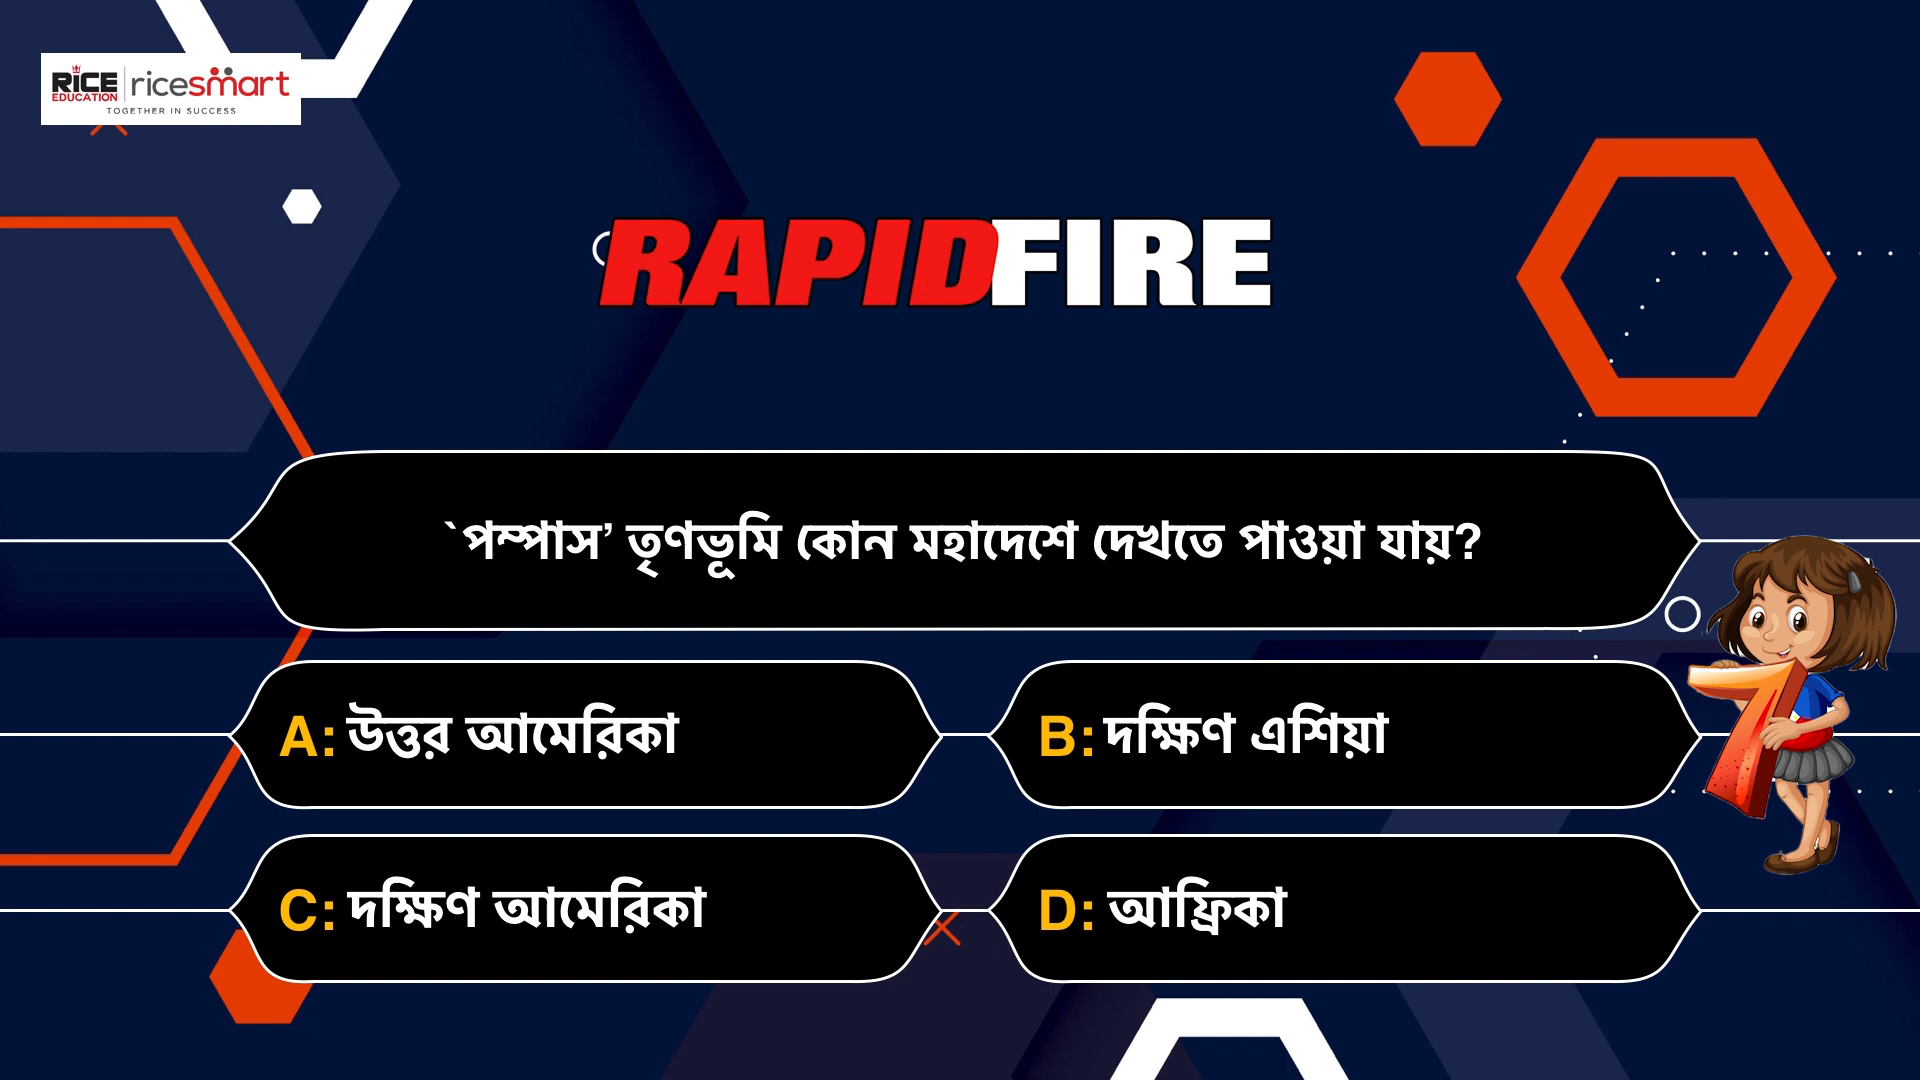 RICE
EDUCATION
ricesmart
TOGETHER IN SUCCESS
RAPIDFIRE
`পম্পাস’ তৃণভূমি কোন মহাদেশে দেখতে পাওয়া যায়?
A: উত্তর আমেরিকা
B: দক্ষিণ এশিয়া
C: দক্ষিণ আমেরিকা
D: আফ্রিকা
7